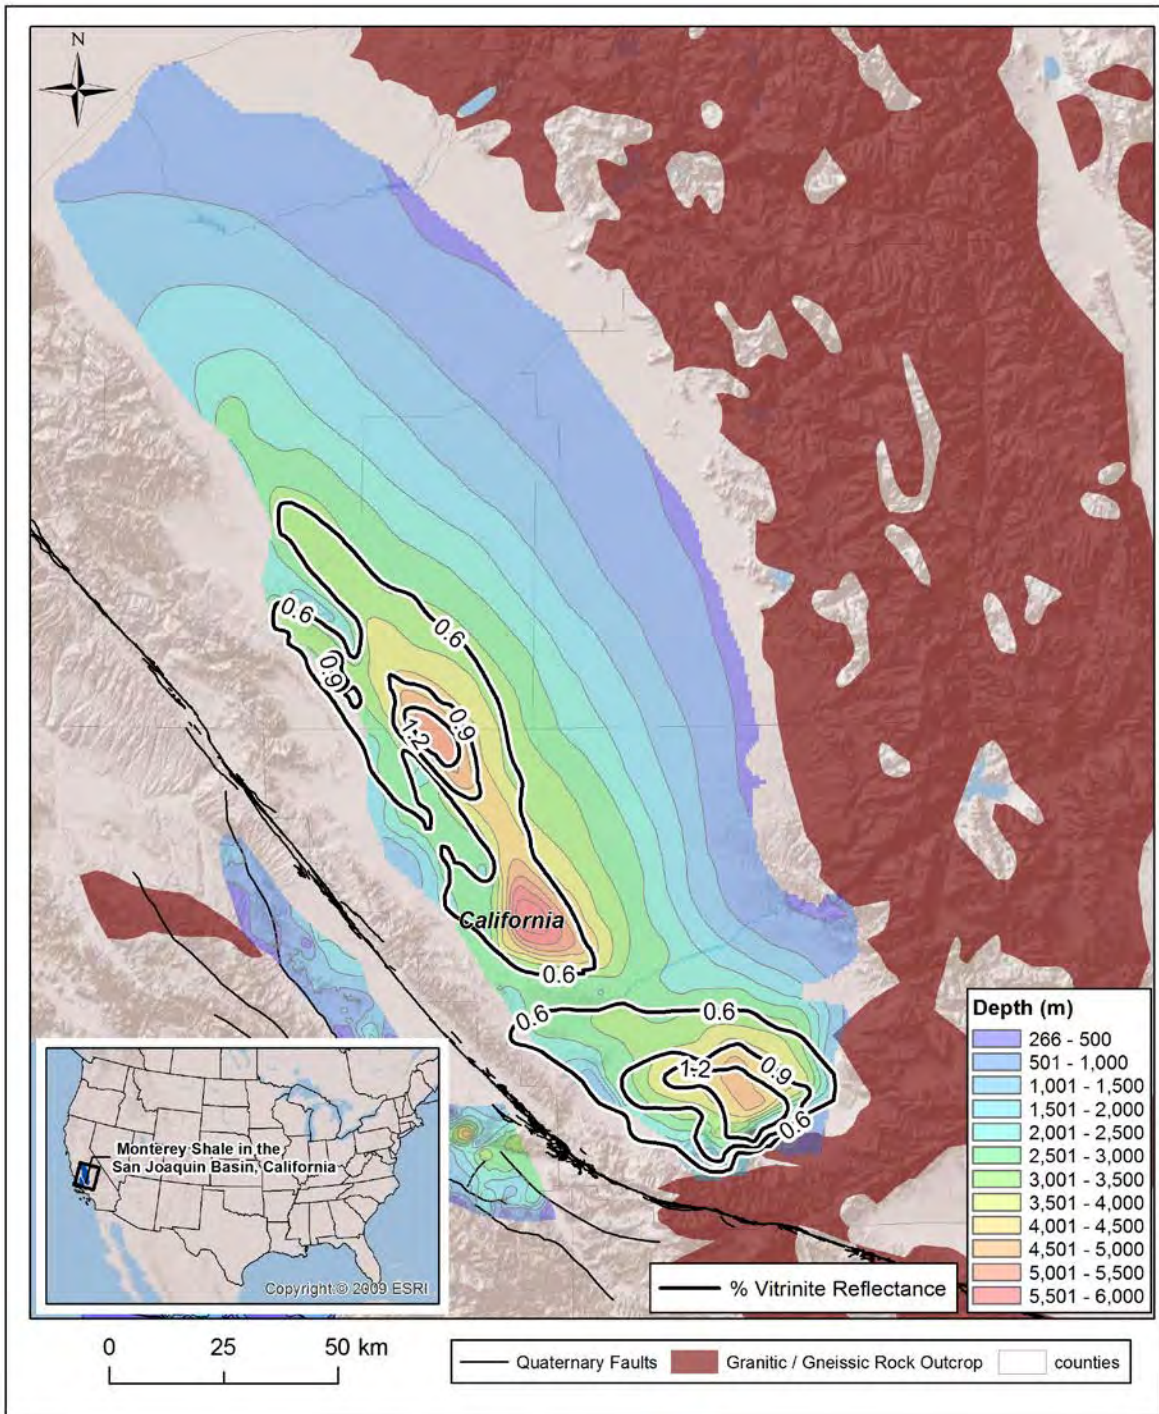 N
0.6
0.6
0.9
0.9
1.2
California
0.6
0.6
0.6
1.2
0.9
0.6
Depth (m)
266 - 500
501 - 1,000
1,001 - 1,500
1,501 - 2,000
2,001 - 2,500
2,501 - 3,000
3,001 - 3,500
3,501 - 4,000
4,001 - 4,500
4,501 - 5,000
5,001 - 5,500
5,501 - 6,000
Monterey Shale in the
San Joaquin Basin, California
Copyright:© 2009 ESRI
% Vitrinite Reflectance
0 25 50 km
Quaternary Faults
Granitic / Gneissic Rock Outcrop
counties